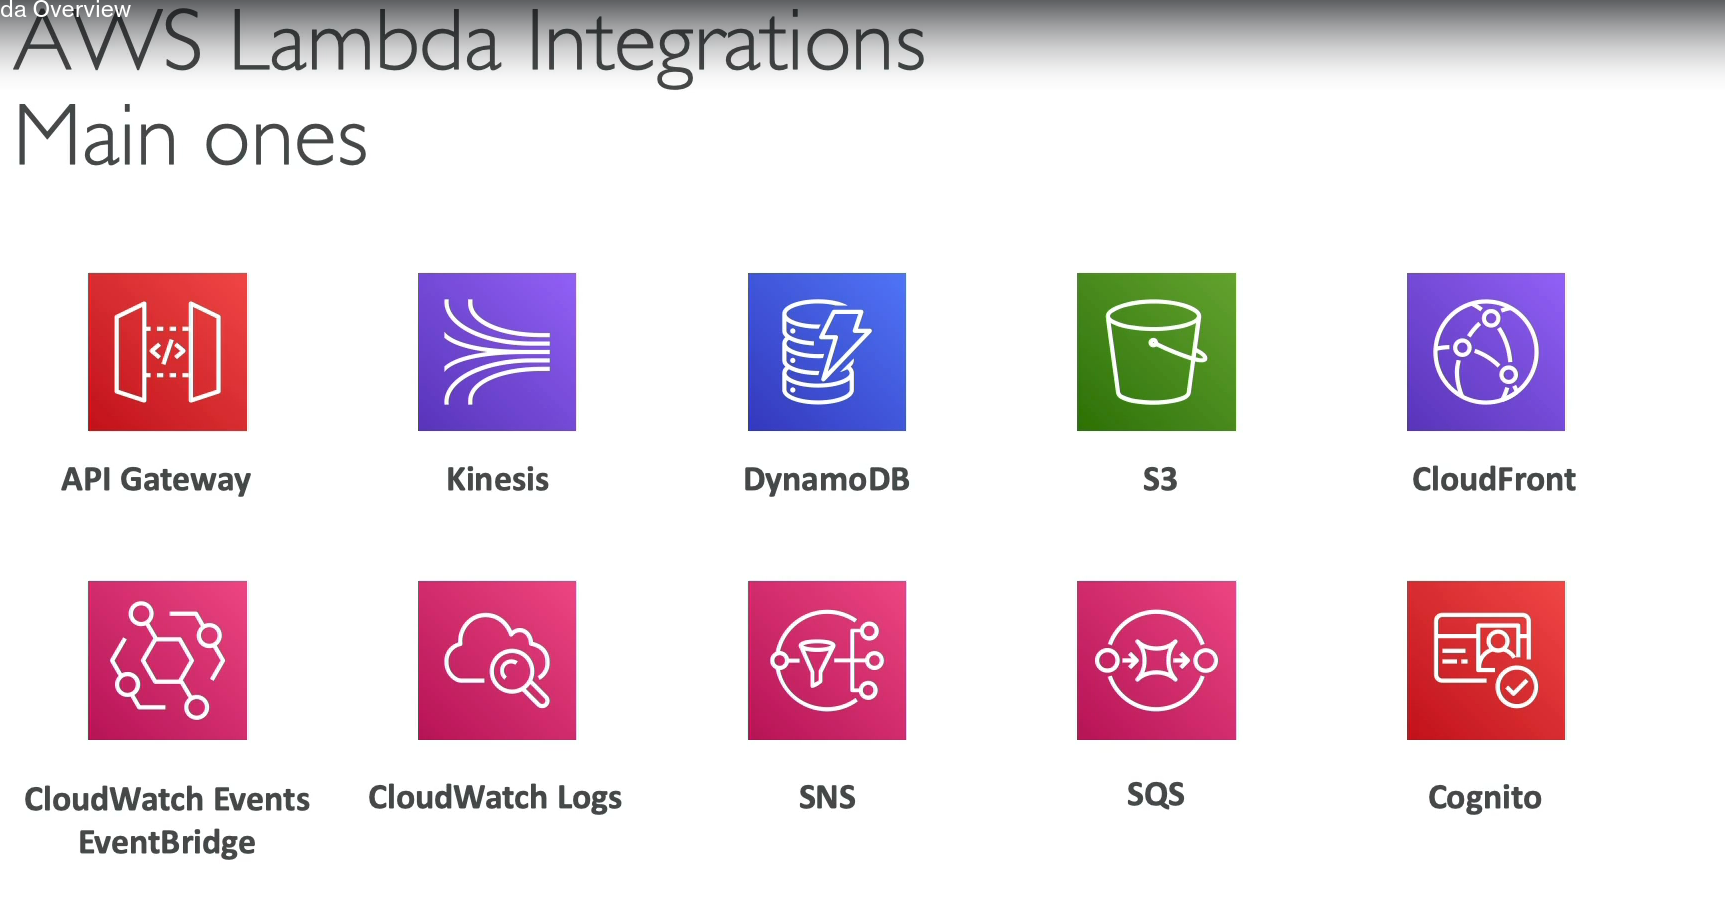 da Overview
AWS Lambda Integrations
Main ones
API Gateway
Kinesis
DynamoDB
S3
CloudFront
CloudWatch Events
EventBridge
CloudWatch Logs
SNS
SQS
Cognito